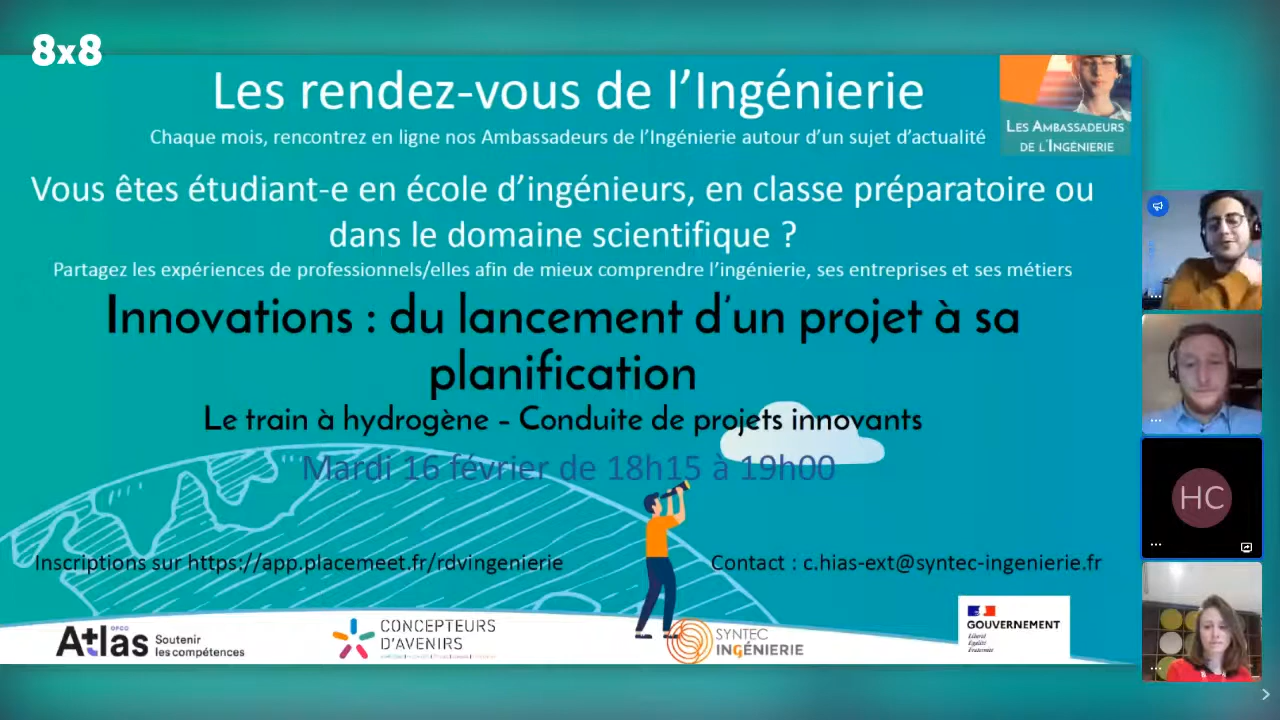 8x8
Les rendez-vous de l’Ingénierie
Chaque mois, rencontrez en ligne nos Ambassadeurs de l’Ingénierie autour d’un sujet d’actualité
LES AMBASSADEURS
DE L’INGÉNIERIE
Vous êtes étudiant-e en école d’ingénieurs, en classe préparatoire ou
dans le domaine scientifique ?
Partagez les expériences de professionnels/elles afin de mieux comprendre l’ingénierie, ses entreprises et ses métiers
Innovations : du lancement d’un projet à sa
planification
Le train à hydrogène – Conduite de projets innovants
Mardi 16 février de 18h15 à 19h00
HC
Inscriptions sur https://app.placemeet.fr/rdvingenierie
Contact : c.hias-ext@syntec-ingenierie.fr
OPCO
Atlas
Soutenir
les compétences
CONCEPTEURS
D’AVENIRS
SYNTEC
INGÉNIERIE
GOUVERNEMENT
Liberté
Égalité
Fraternité